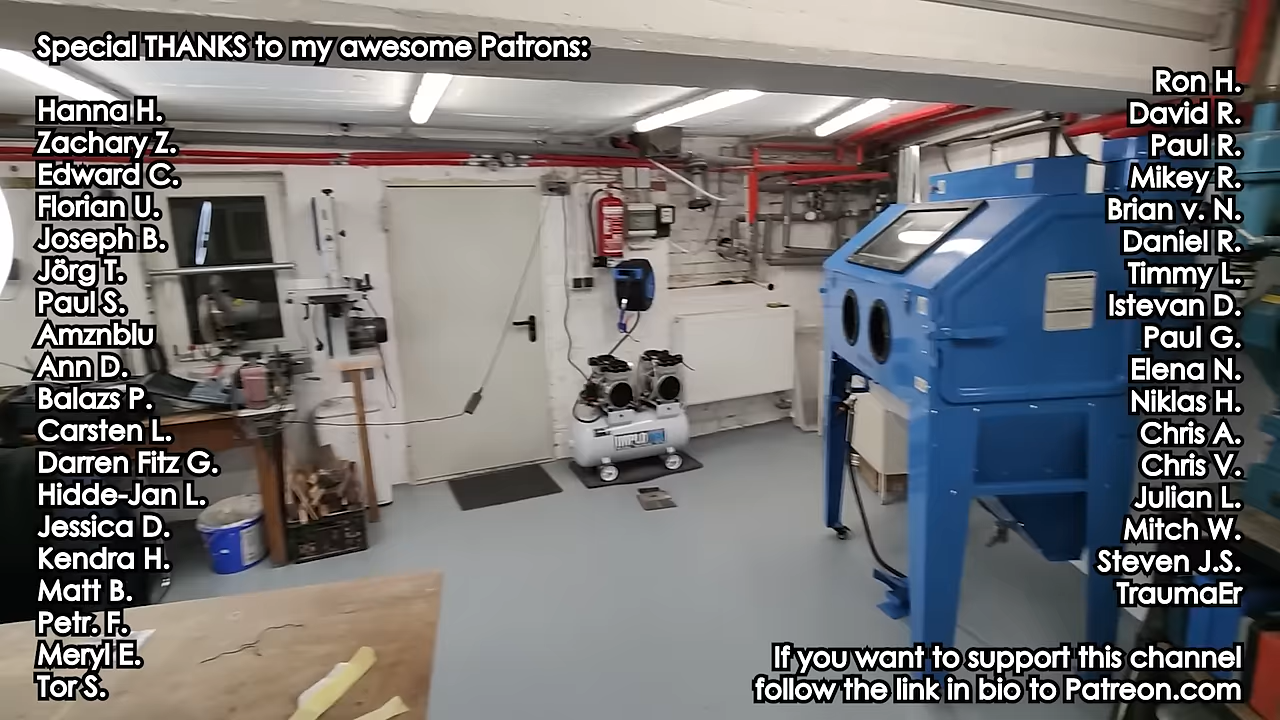 Special THANKS to my awesome Patrons:
Hanna H.
Zachary Z.
Edward C.
Florian U.
Joseph B.
Jörg T.
Paul S.
Amznblu
Ann D.
Balazs P.
Carsten L.
Darren Fitz G.
Hidde-Jan L.
Jessica D.
Kendra H.
Matt B.
Petr. F.
Meryl E.
Tor S.
Ron H.
David R.
Paul R.
Mikey R.
Brian v. N.
Daniel R.
Timmy L.
Istevan D.
Paul G.
Elena N.
Niklas H.
Chris A.
Chris V.
Julian L.
Mitch W.
Steven J.S.
TraumaEr
If you want to support this channel
follow the link in bio to Patreon.com